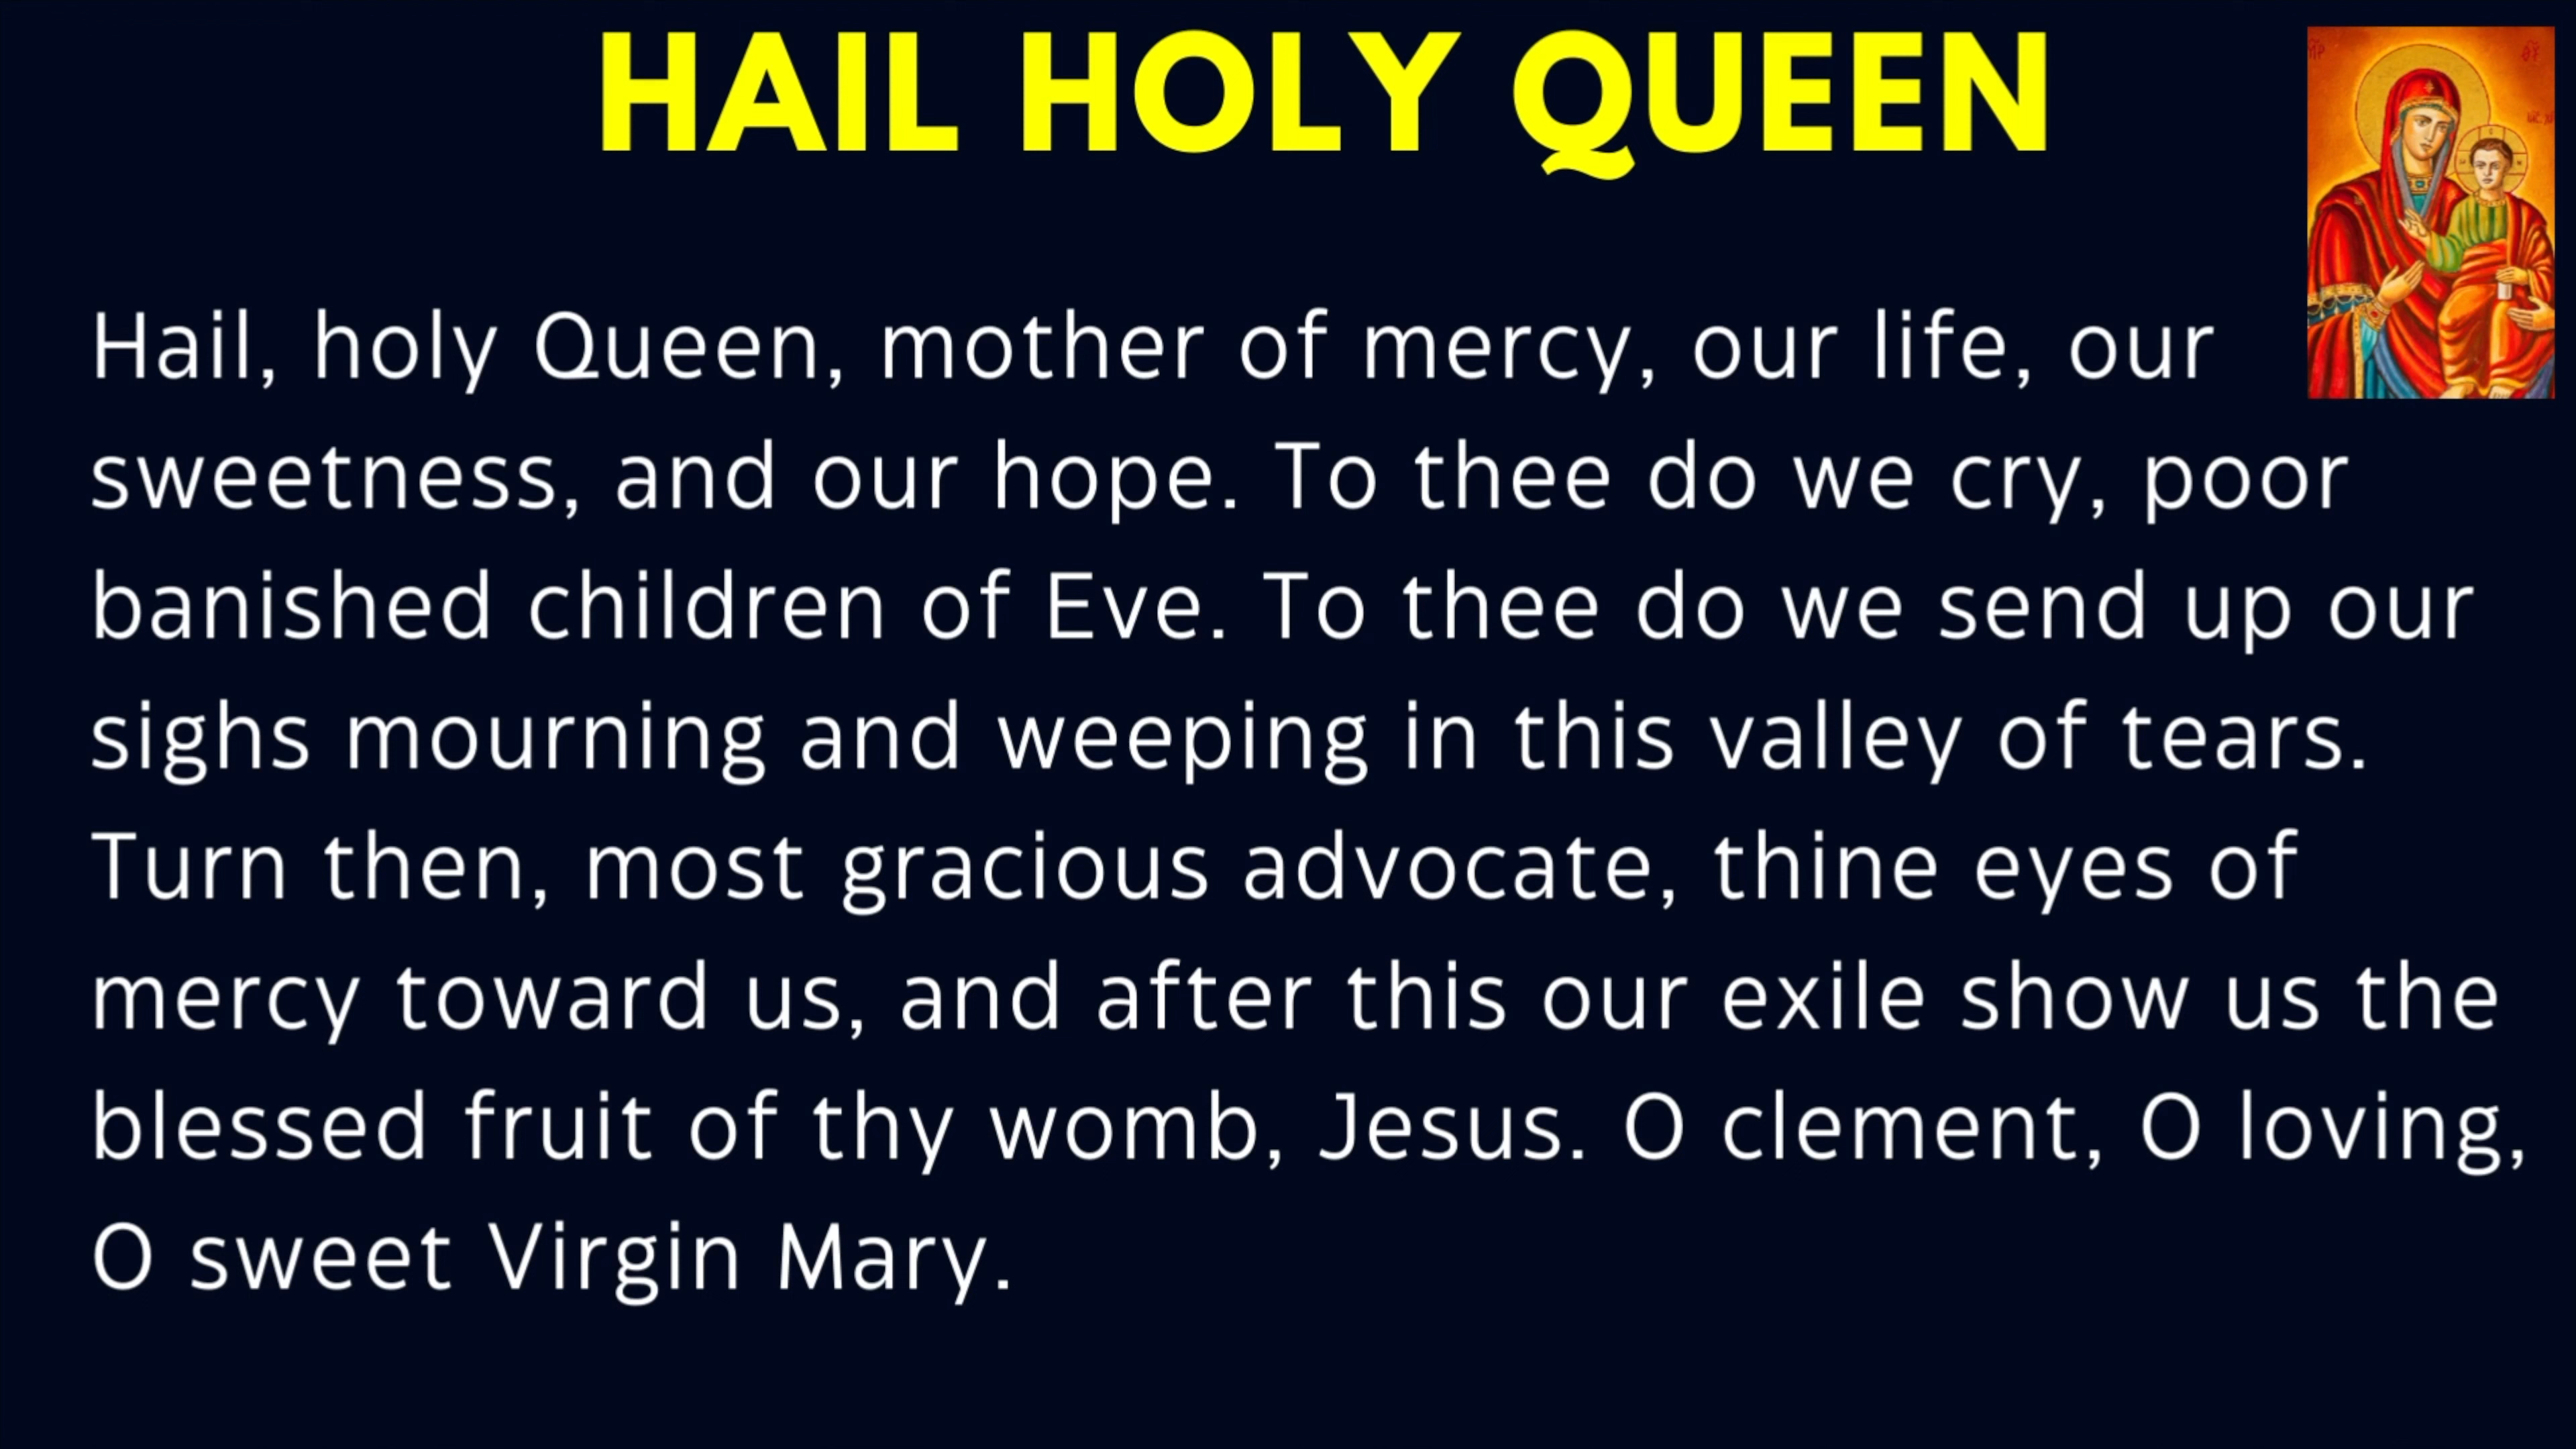 HAIL HOLY QUEEN
Hail, holy Queen, mother of mercy, our life, our
sweetness, and our hope. To thee do we cry, poor
banished children of Eve. To thee do we send up our
sighs mourning and weeping in this valley of tears.
Turn then, most gracious advocate, thine eyes of
mercy toward us, and after this our exile show us the
blessed fruit of thy womb, Jesus. O clement, O loving,
O sweet Virgin Mary.